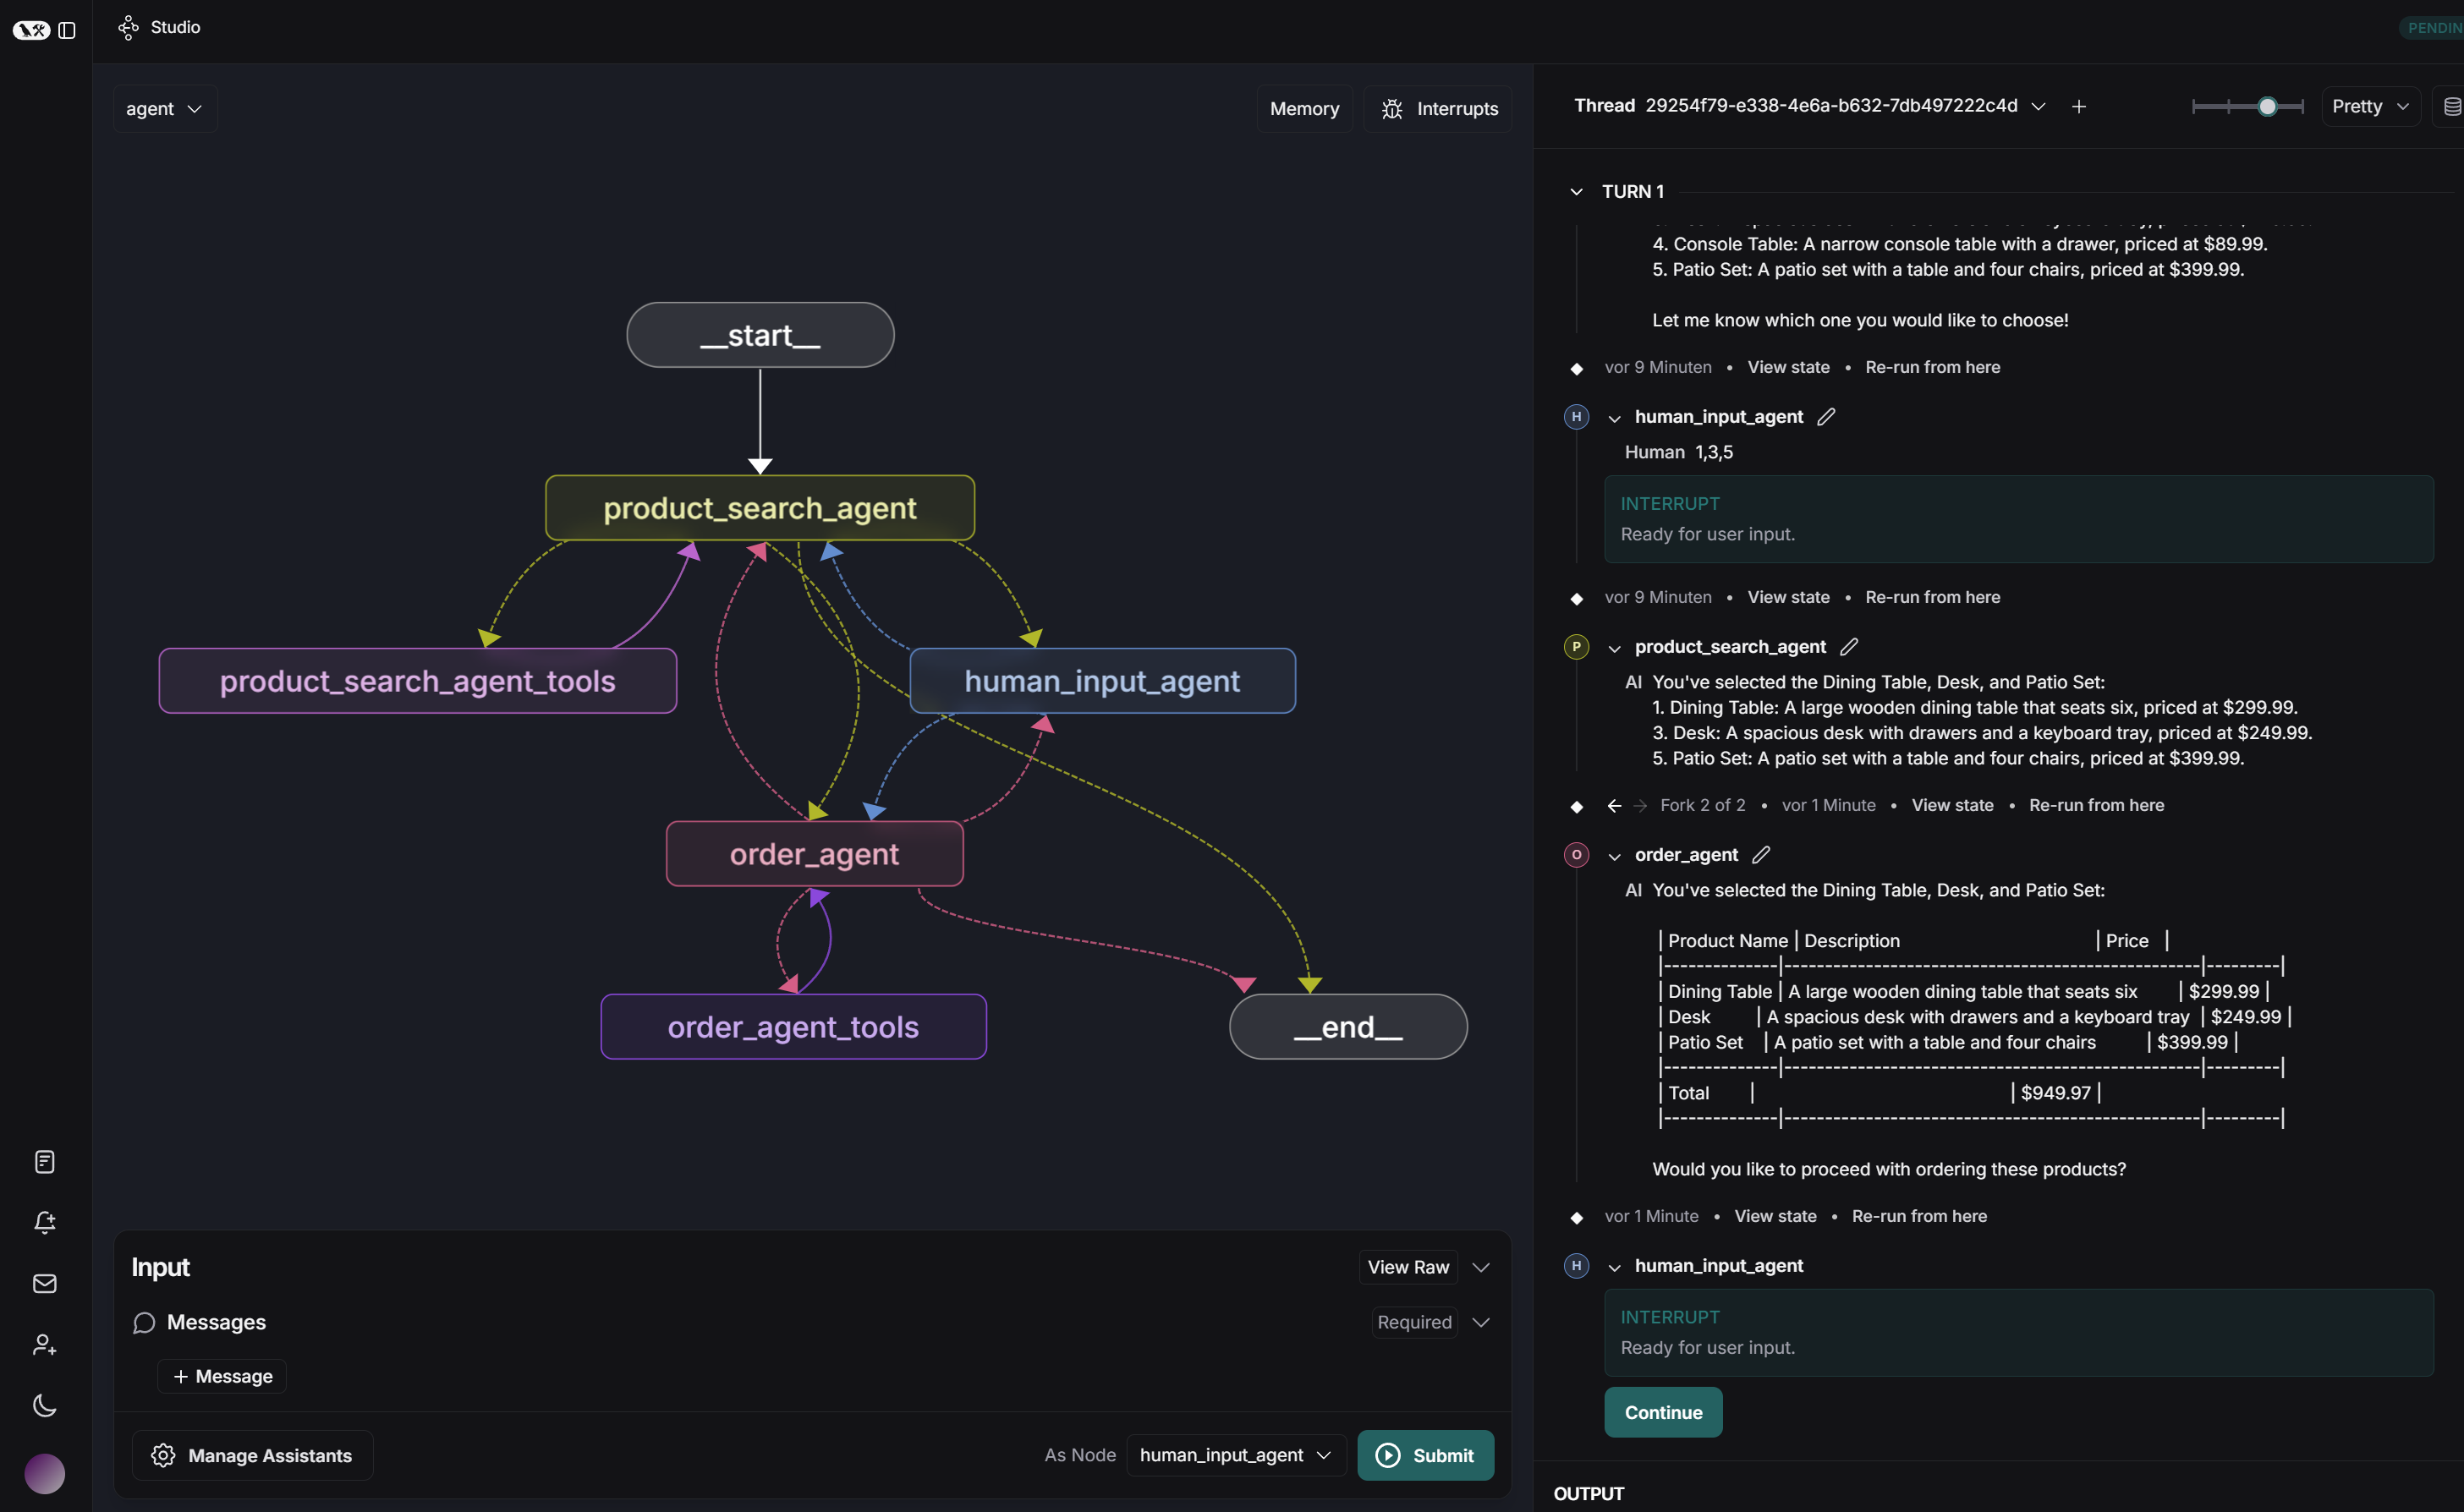 Studio
PENDIN
agent
Memory
Interrupts
__start__
product_search_agent
product_search_agent_tools
human_input_agent
order_agent
order_agent_tools
__end__
Input
View Raw
Messages
Required
+ Message
Manage Assistants
As Node
human_input_agent
Submit
Thread 29254f79-e338-4e6a-b632-7db497222c4d
Pretty
TURN 1
4. Console Table: A narrow console table with a drawer, priced at $89.99.
5. Patio Set: A patio set with a table and four chairs, priced at $399.99.
Let me know which one you would like to choose!
vor 9 Minuten • View state • Re-run from here
H human_input_agent
Human 1,3,5
INTERRUPT
Ready for user input.
vor 9 Minuten • View state • Re-run from here
P product_search_agent
AI You've selected the Dining Table, Desk, and Patio Set:
1. Dining Table: A large wooden dining table that seats six, priced at $299.99.
3. Desk: A spacious desk with drawers and a keyboard tray, priced at $249.99.
5. Patio Set: A patio set with a table and four chairs, priced at $399.99.
Fork 2 of 2 • vor 1 Minute • View state • Re-run from here
O order_agent
AI You've selected the Dining Table, Desk, and Patio Set:
| Product Name | Description | Price |
|--------------|--------------------------------------------------|---------|
| Dining Table | A large wooden dining table that seats six | $299.99 |
| Desk | A spacious desk with drawers and a keyboard tray | $249.99 |
| Patio Set | A patio set with a table and four chairs | $399.99 |
|--------------|--------------------------------------------------|---------|
| Total | | $949.97 |
|--------------|--------------------------------------------------|---------|
Would you like to proceed with ordering these products?
vor 1 Minute • View state • Re-run from here
H human_input_agent
INTERRUPT
Ready for user input.
Continue
OUTPUT